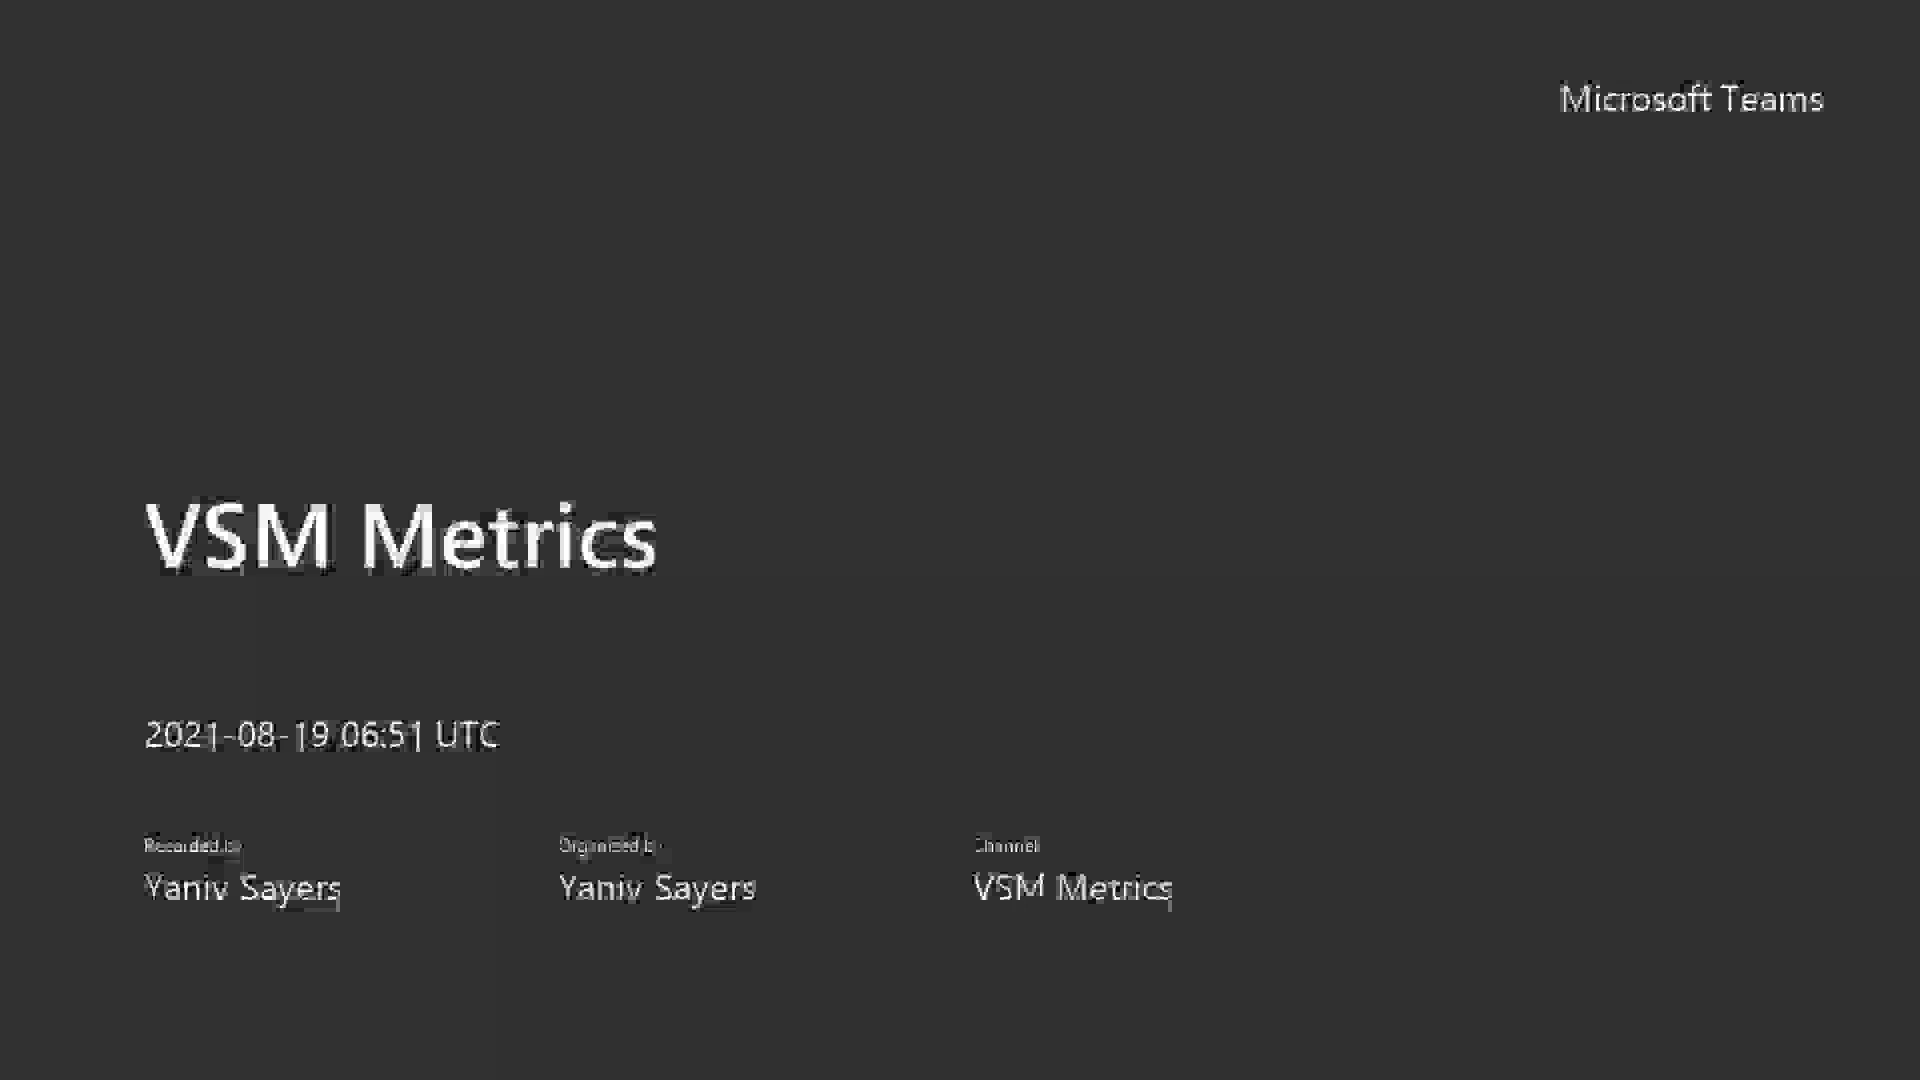 Microsoft Teams
VSM Metrics
2021-08-19 06:51 UTC
Recorded by
Organized by
Channel
Yaniv Sayers
Yaniv Sayers
VSM Metrics